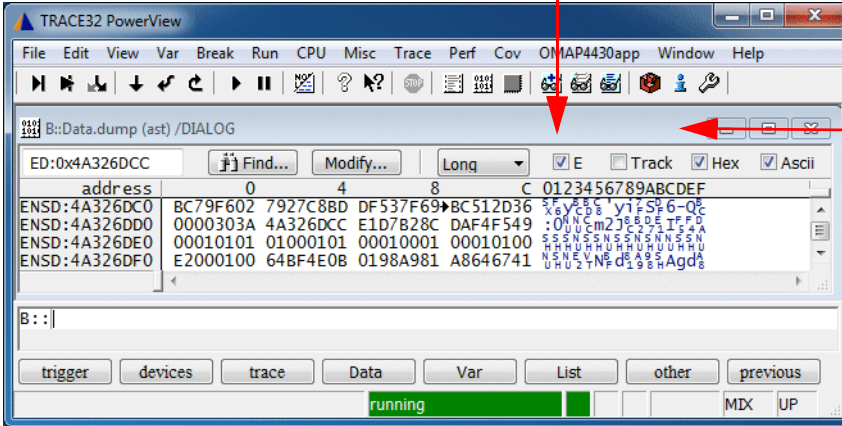 TRACE32 PowerView
File Edit View Var Break Run CPU Misc Trace Perf Cov OMAP4430app Window Help
B::Data.dump (ast) /DIALOG
ED:0x4A326DCC Find... Modify... Long E Track Hex Ascii
address 0 4 8 C 0123456789ABCDEF
ENSD:4A326DC0 BC79F602 7927C8BD DF537F69 BC512D36
ENSD:4A326DD0 0000303A 4A326DCC E1D7B28C DAF4F549
ENSD:4A326DE0 00010101 01000101 00010001 00010100
ENSD:4A326DF0 E2000100 64BF4E0B 0198A981 A8646741
B::
trigger devices trace Data Var List other previous
running MIX UP